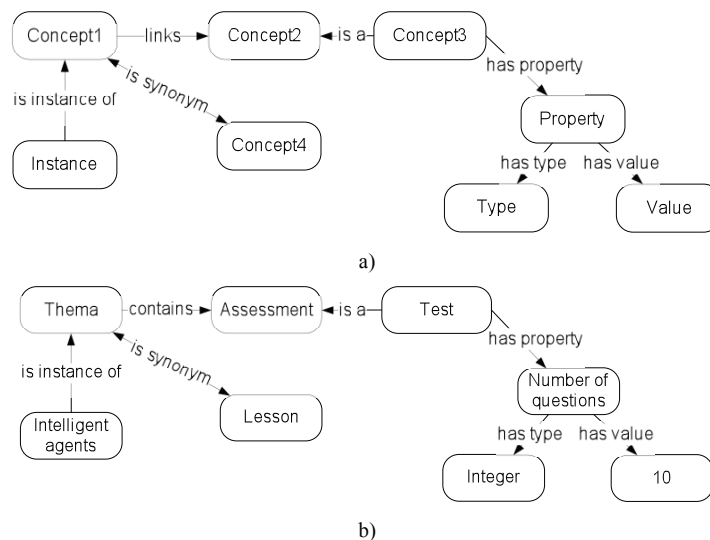 Concept1 links Concept2 is a Concept3
has property
is instance of is synonym
Property
Instance Concept4
has type has value
Type Value
a)
Thema contains Assessment is a Test
is synonym has property
is instance of
Number of
questions
Intelligent
agents
Lesson
has type has value
Integer 10
b)